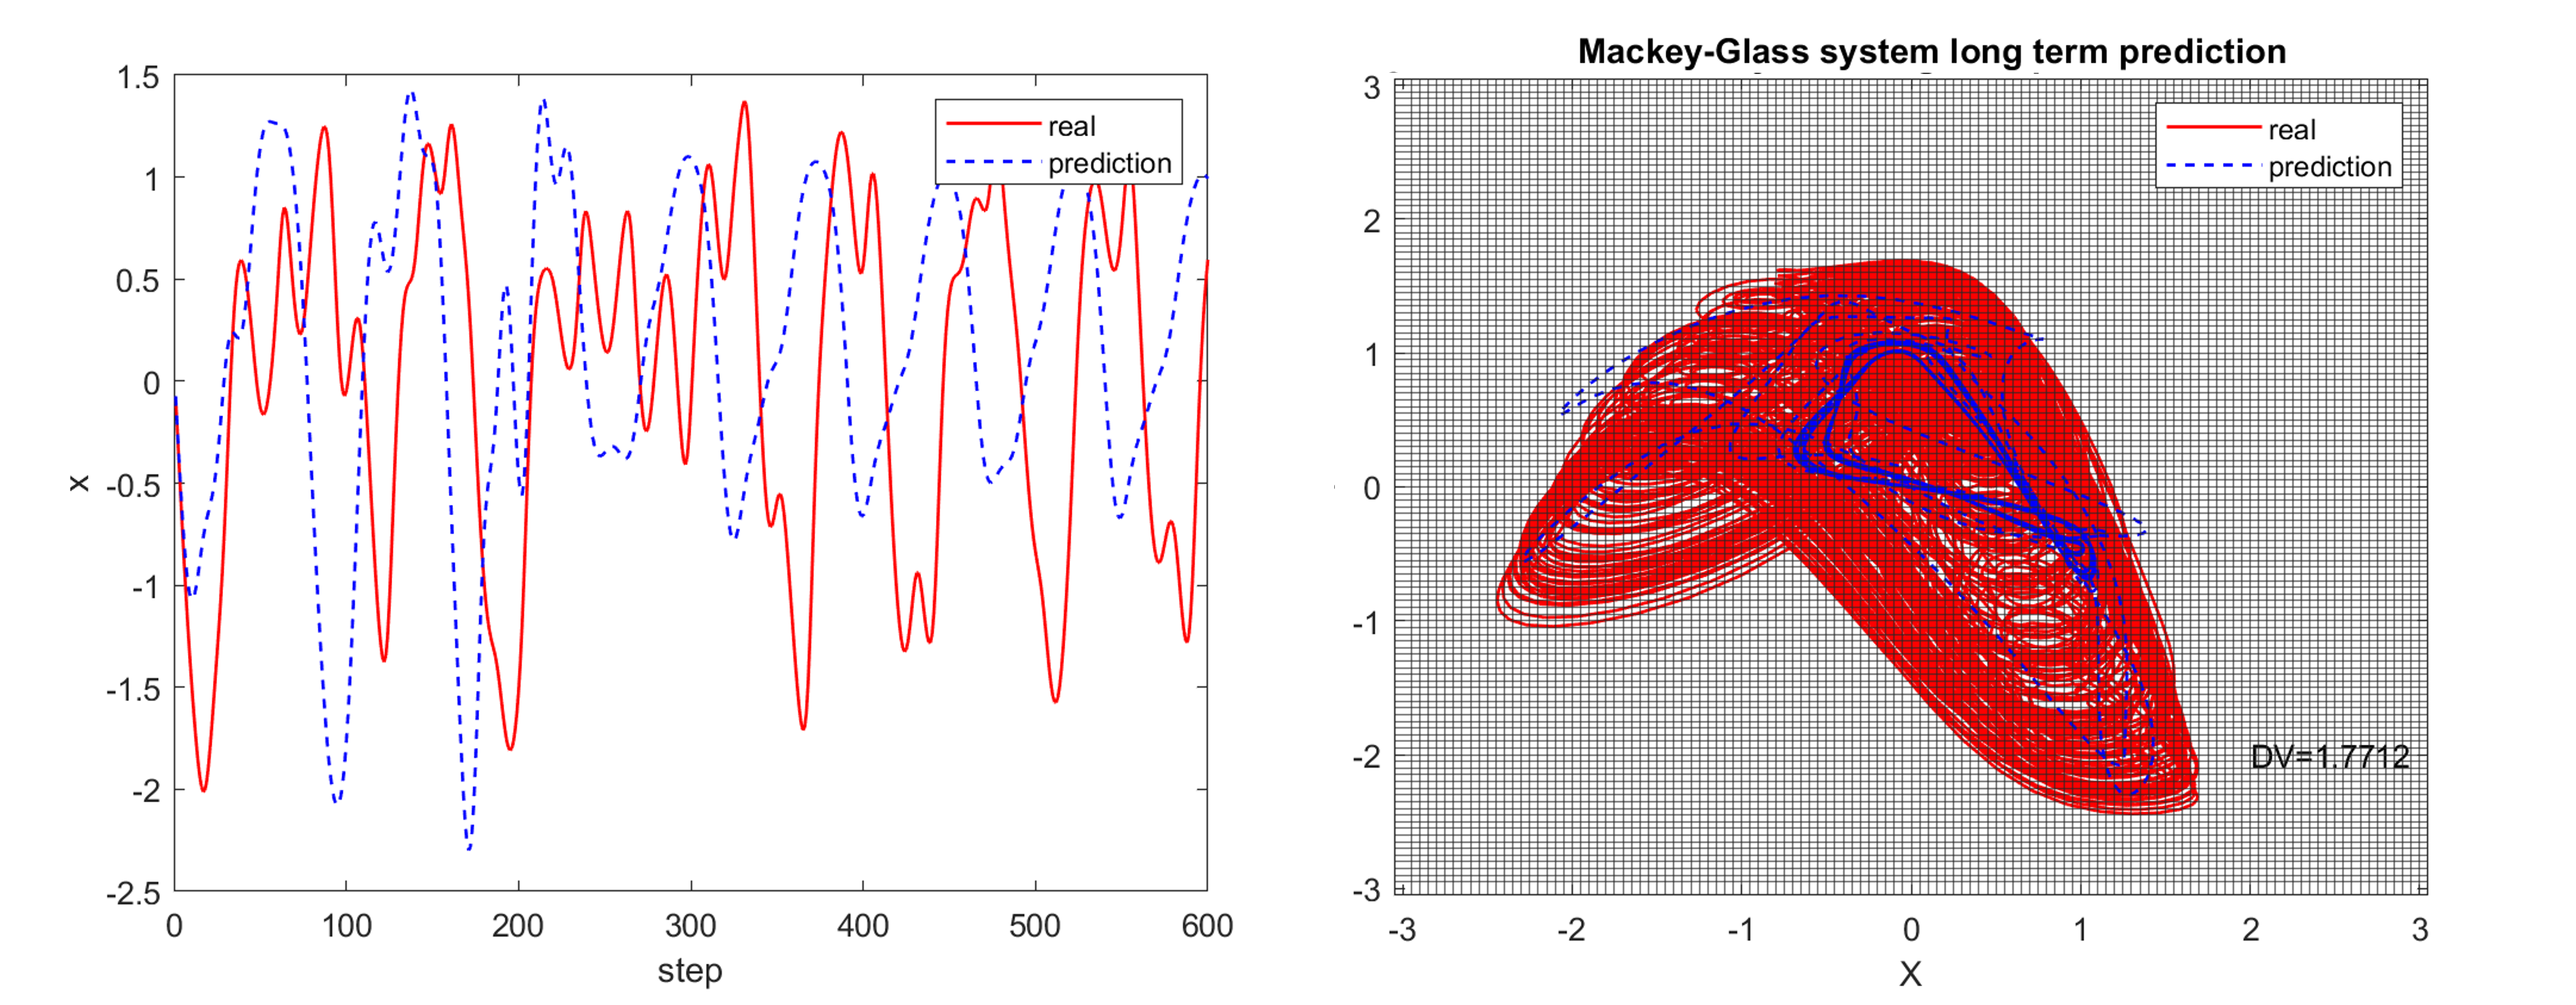 1.5
1
0.5
0
-0.5
-1
-1.5
-2
-2.5
x
0 100 200 300 400 500 600
step
real
prediction
Mackey-Glass system long term prediction
3
2
1
0
-1
-2
-3
-3 -2 -1 0 1 2 3
X
real
prediction
DV=1.7712